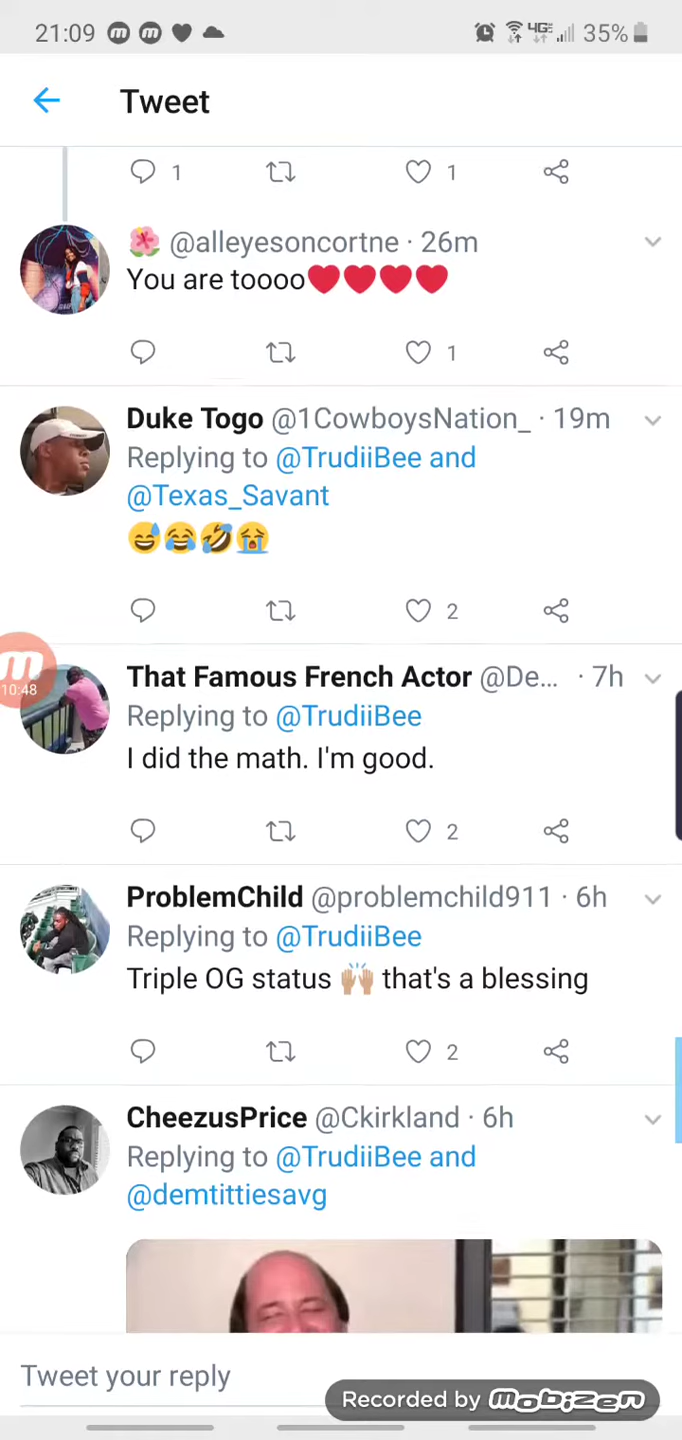 21:09 4GE 35%
Tweet
1 1
🌺 @alleyesoncortne · 26m
You are toooo❤❤❤❤
1
Duke Togo @1CowboysNation_ · 19m
Replying to @TrudiiBee and
@Texas_Savant
😅😂🤣😭
2
10:48
That Famous French Actor @De... · 7h
Replying to @TrudiiBee
I did the math. I'm good.
2
ProblemChild @problemchild911 · 6h
Replying to @TrudiiBee
Triple OG status 🙌🏽 that's a blessing
2
CheezusPrice @Ckirkland · 6h
Replying to @TrudiiBee and
@demtittiesavg
Tweet your reply
Recorded by mobizen